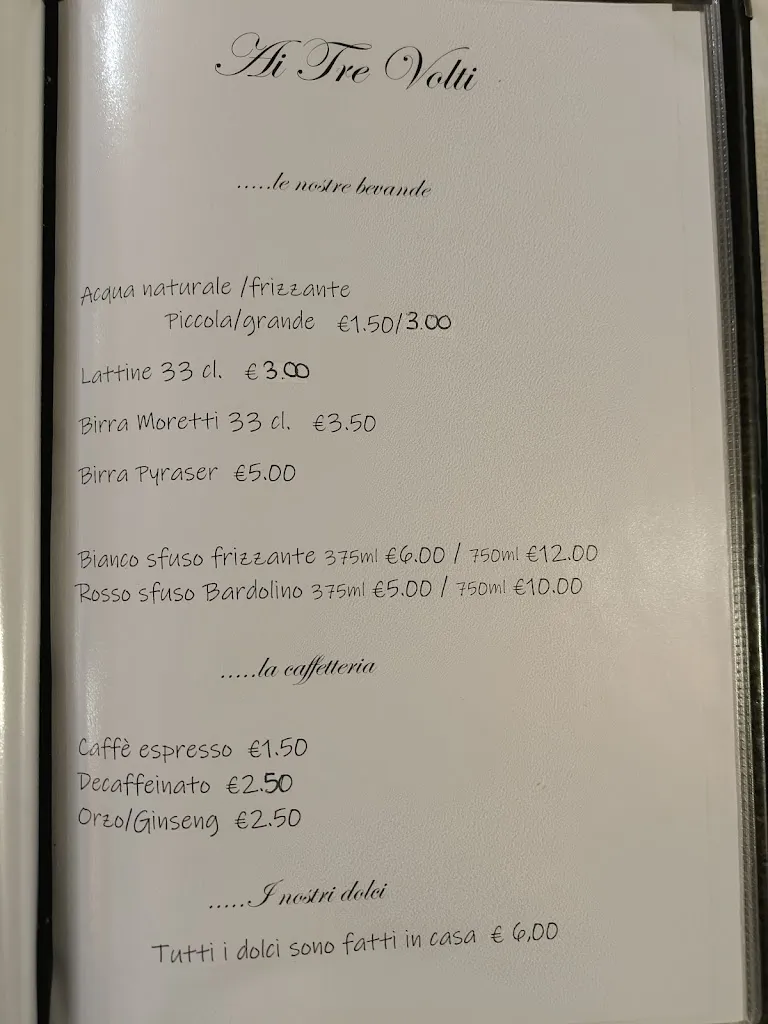 Ai Tre Volti
.....le nostre bevande
Acqua naturale /frizzante
Piccola/grande €1.50/3.00
Lattine 33 cl. €3.00
Birra Moretti 33 cl. €3.50
Birra Pyraser €5.00
Bianco sfuso frizzante 375ml €6.00 / 750ml €12.00
Rosso sfuso Bardolino 375ml €5.00 / 750ml €10.00
.....la caffetteria
Caffè espresso €1.50
Decaffeinato €2.50
Orzo/Ginseng €2.50
.....I nostri dolci
Tutti i dolci sono fatti in casa € 6,00